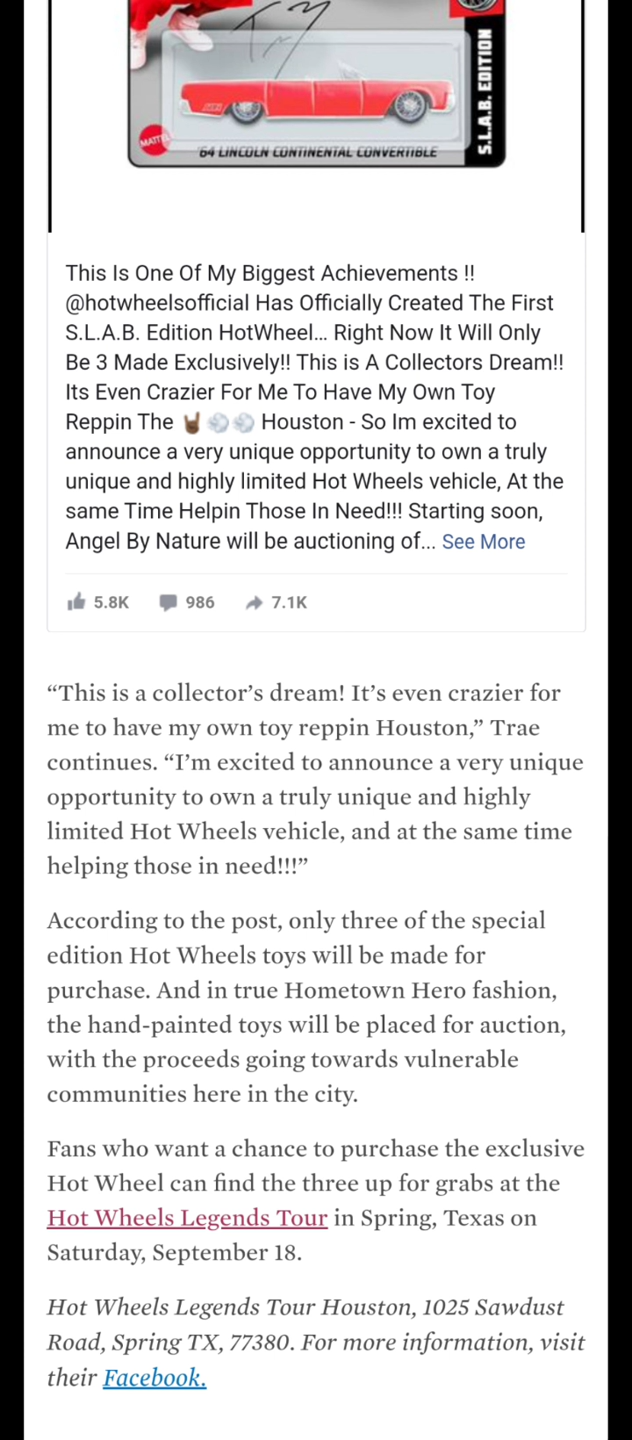 MATTEL
'64 LINCOLN CONTINENTAL CONVERTIBLE
S.L.A.B. EDITION
This Is One Of My Biggest Achievements !!
@hotwheelsofficial Has Officially Created The First
S.L.A.B. Edition HotWheel... Right Now It Will Only
Be 3 Made Exclusively!! This is A Collectors Dream!!
Its Even Crazier For Me To Have My Own Toy
Reppin The 🤘🏾💨💨 Houston - So Im excited to
announce a very unique opportunity to own a truly
unique and highly limited Hot Wheels vehicle, At the
same Time Helpin Those In Need!!! Starting soon,
Angel By Nature will be auctioning of... See More
5.8K 986 7.1K
“This is a collector’s dream! It’s even crazier for
me to have my own toy reppin Houston,” Trae
continues. “I’m excited to announce a very unique
opportunity to own a truly unique and highly
limited Hot Wheels vehicle, and at the same time
helping those in need!!!”
According to the post, only three of the special
edition Hot Wheels toys will be made for
purchase. And in true Hometown Hero fashion,
the hand-painted toys will be placed for auction,
with the proceeds going towards vulnerable
communities here in the city.
Fans who want a chance to purchase the exclusive
Hot Wheel can find the three up for grabs at the
Hot Wheels Legends Tour in Spring, Texas on
Saturday, September 18.
Hot Wheels Legends Tour Houston, 1025 Sawdust
Road, Spring TX, 77380. For more information, visit
their Facebook.